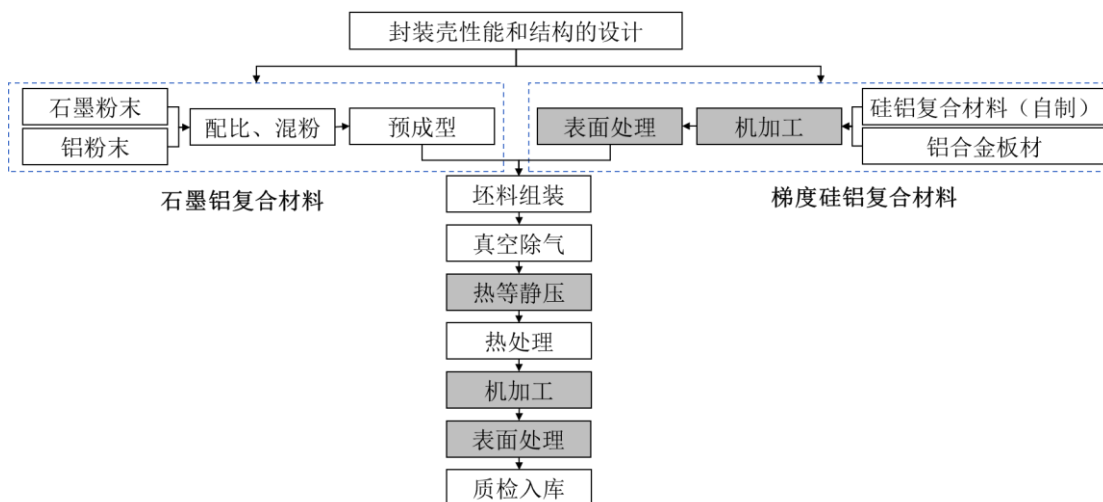 封装壳性能和结构的设计
石墨粉末
铝粉末
配比、混粉
预成型
表面处理
机加工
硅铝复合材料（自制）
铝合金板材
石墨铝复合材料
梯度硅铝复合材料
坯料组装
真空除气
热等静压
热处理
机加工
表面处理
质检入库